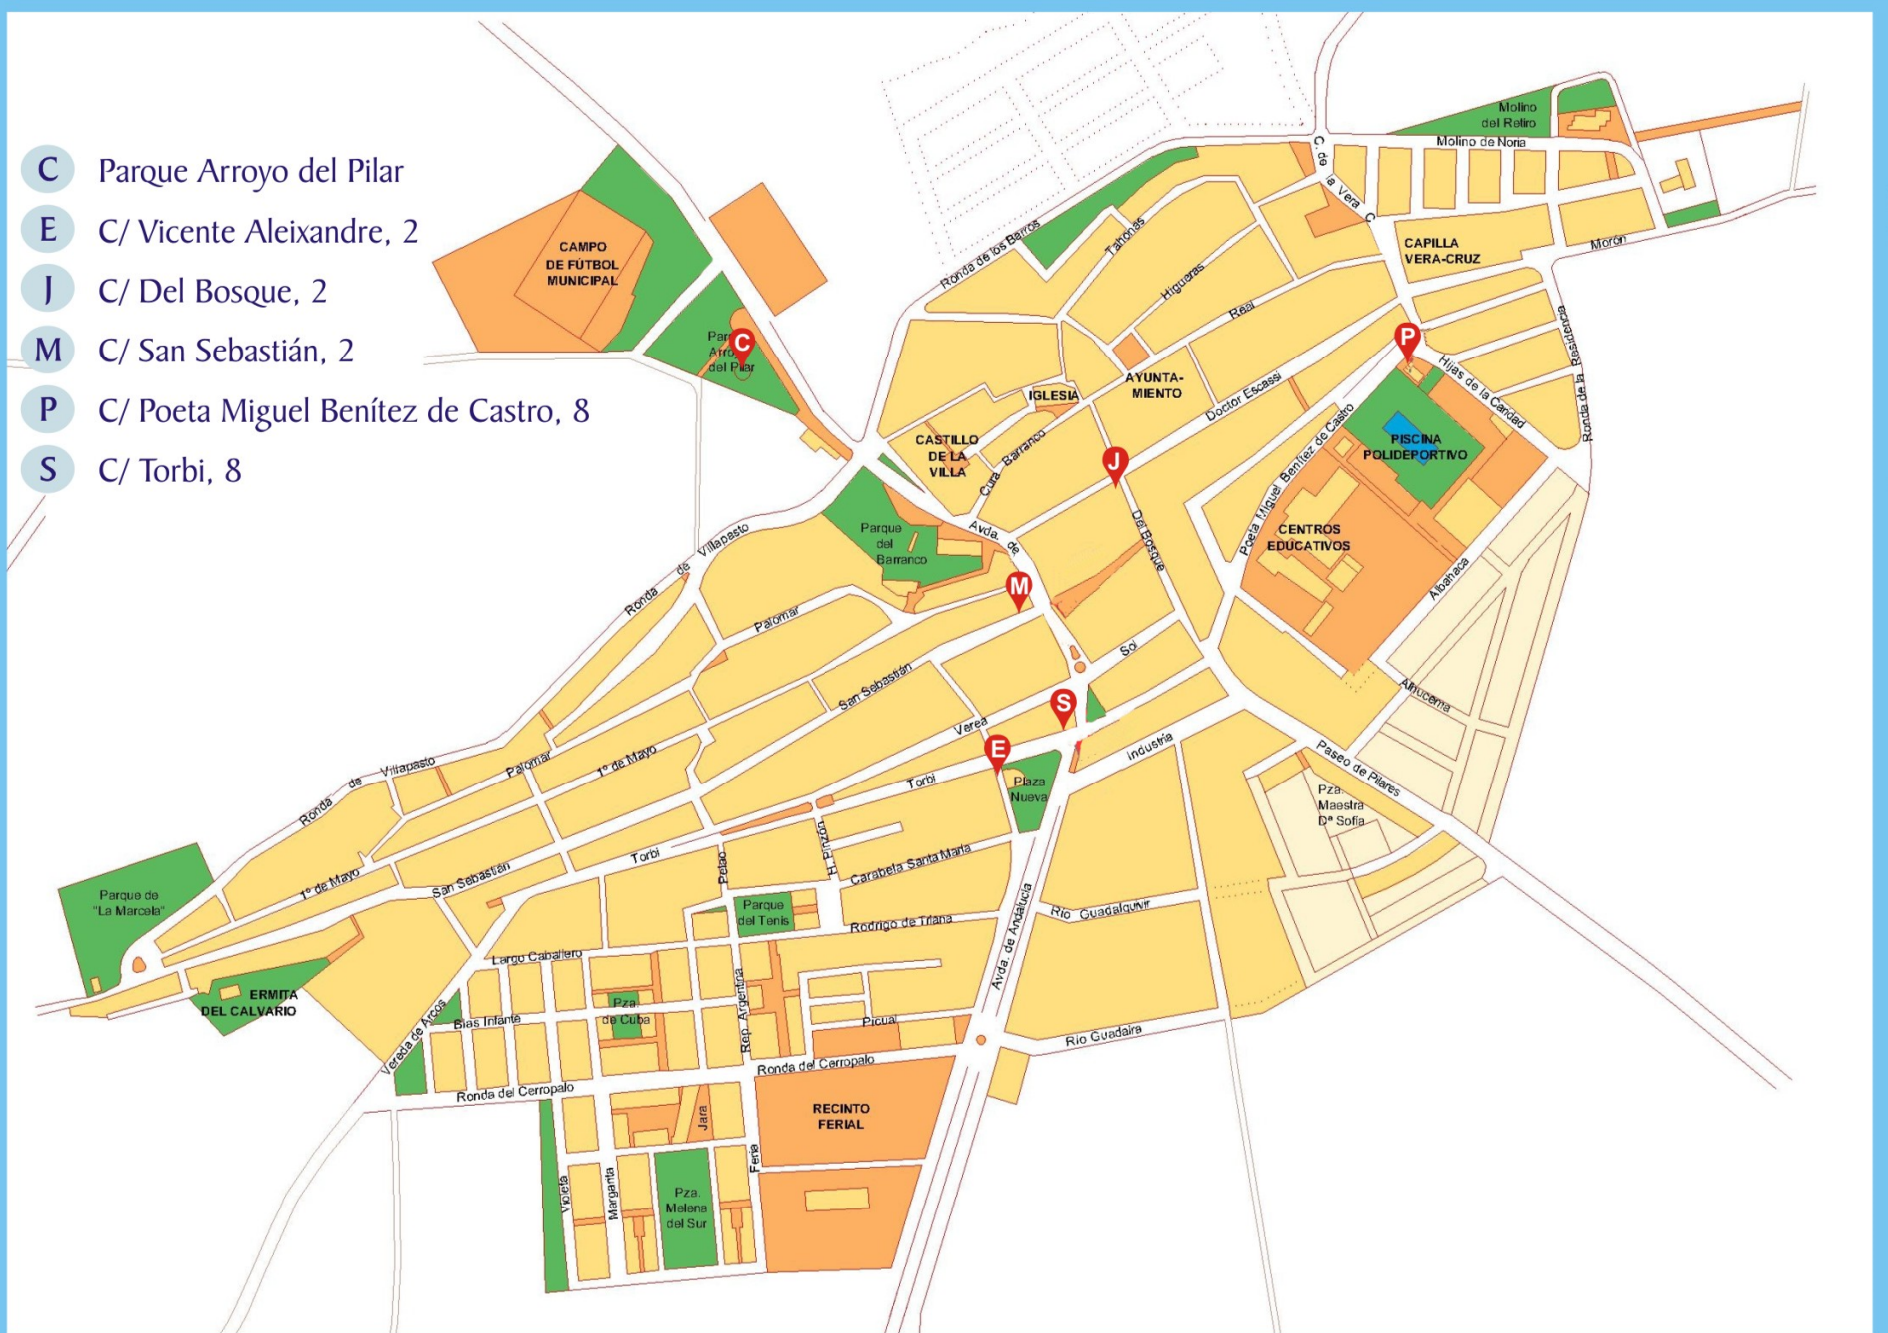 C Parque Arroyo del Pilar
E C/ Vicente Aleixandre, 2
J C/ Del Bosque, 2
M C/ San Sebastián, 2
P C/ Poeta Miguel Benítez de Castro, 8
S C/ Torbi, 8
Molino
del Retiro
Molino de Noria
C. de la Vera C
CAPILLA
VERA-CRUZ
Morón
CAMPO
DE FÚTBOL
MUNICIPAL
Ronda de los Barros
Tahonas
Higueras
Real
C
del Pilar
P
Hijas de la Caridad
Ronda de la Residencia
AYUNTA-
MIENTO
IGLESIA
Doctor Escassi
CASTILLO
DE LA
VILLA
Cura Barranco
J
Poeta Miguel Benítez de Castro
PISCINA
POLIDEPORTIVO
Parque
del
Barranco
Avda. de
Del Bosque
CENTROS
EDUCATIVOS
Albahaca
Ronda de Villapasto
M
Palomar
Sol
San Sebastián
Alhucema
S
Verea
E
Industria
Paseo de Pilares
Ronda de Villapasto
Palomar
1º de Mayo
Torbi
Plaza
Nueva
Pza.
Maestra
Dª Sofía
Parque de
"La Marcela"
1º de Mayo
San Sebastián
Torbi
Pelao
H. Pinzón
Carabela Santa María
Parque
del Tenis
Rodrigo de Triana
Avda. de Andalucía
Río Guadalquivir
Largo Caballero
ERMITA
DEL CALVARIO
Vereda de Arcos
Blas Infante
Pza.
de Cuba
Rep. Argentina
Picual
Río Guadaira
Ronda del Cerropalo
Ronda del Cerropalo
Jara
RECINTO
FERIAL
Violeta
Margarita
Feria
Pza.
Melena
del Sur